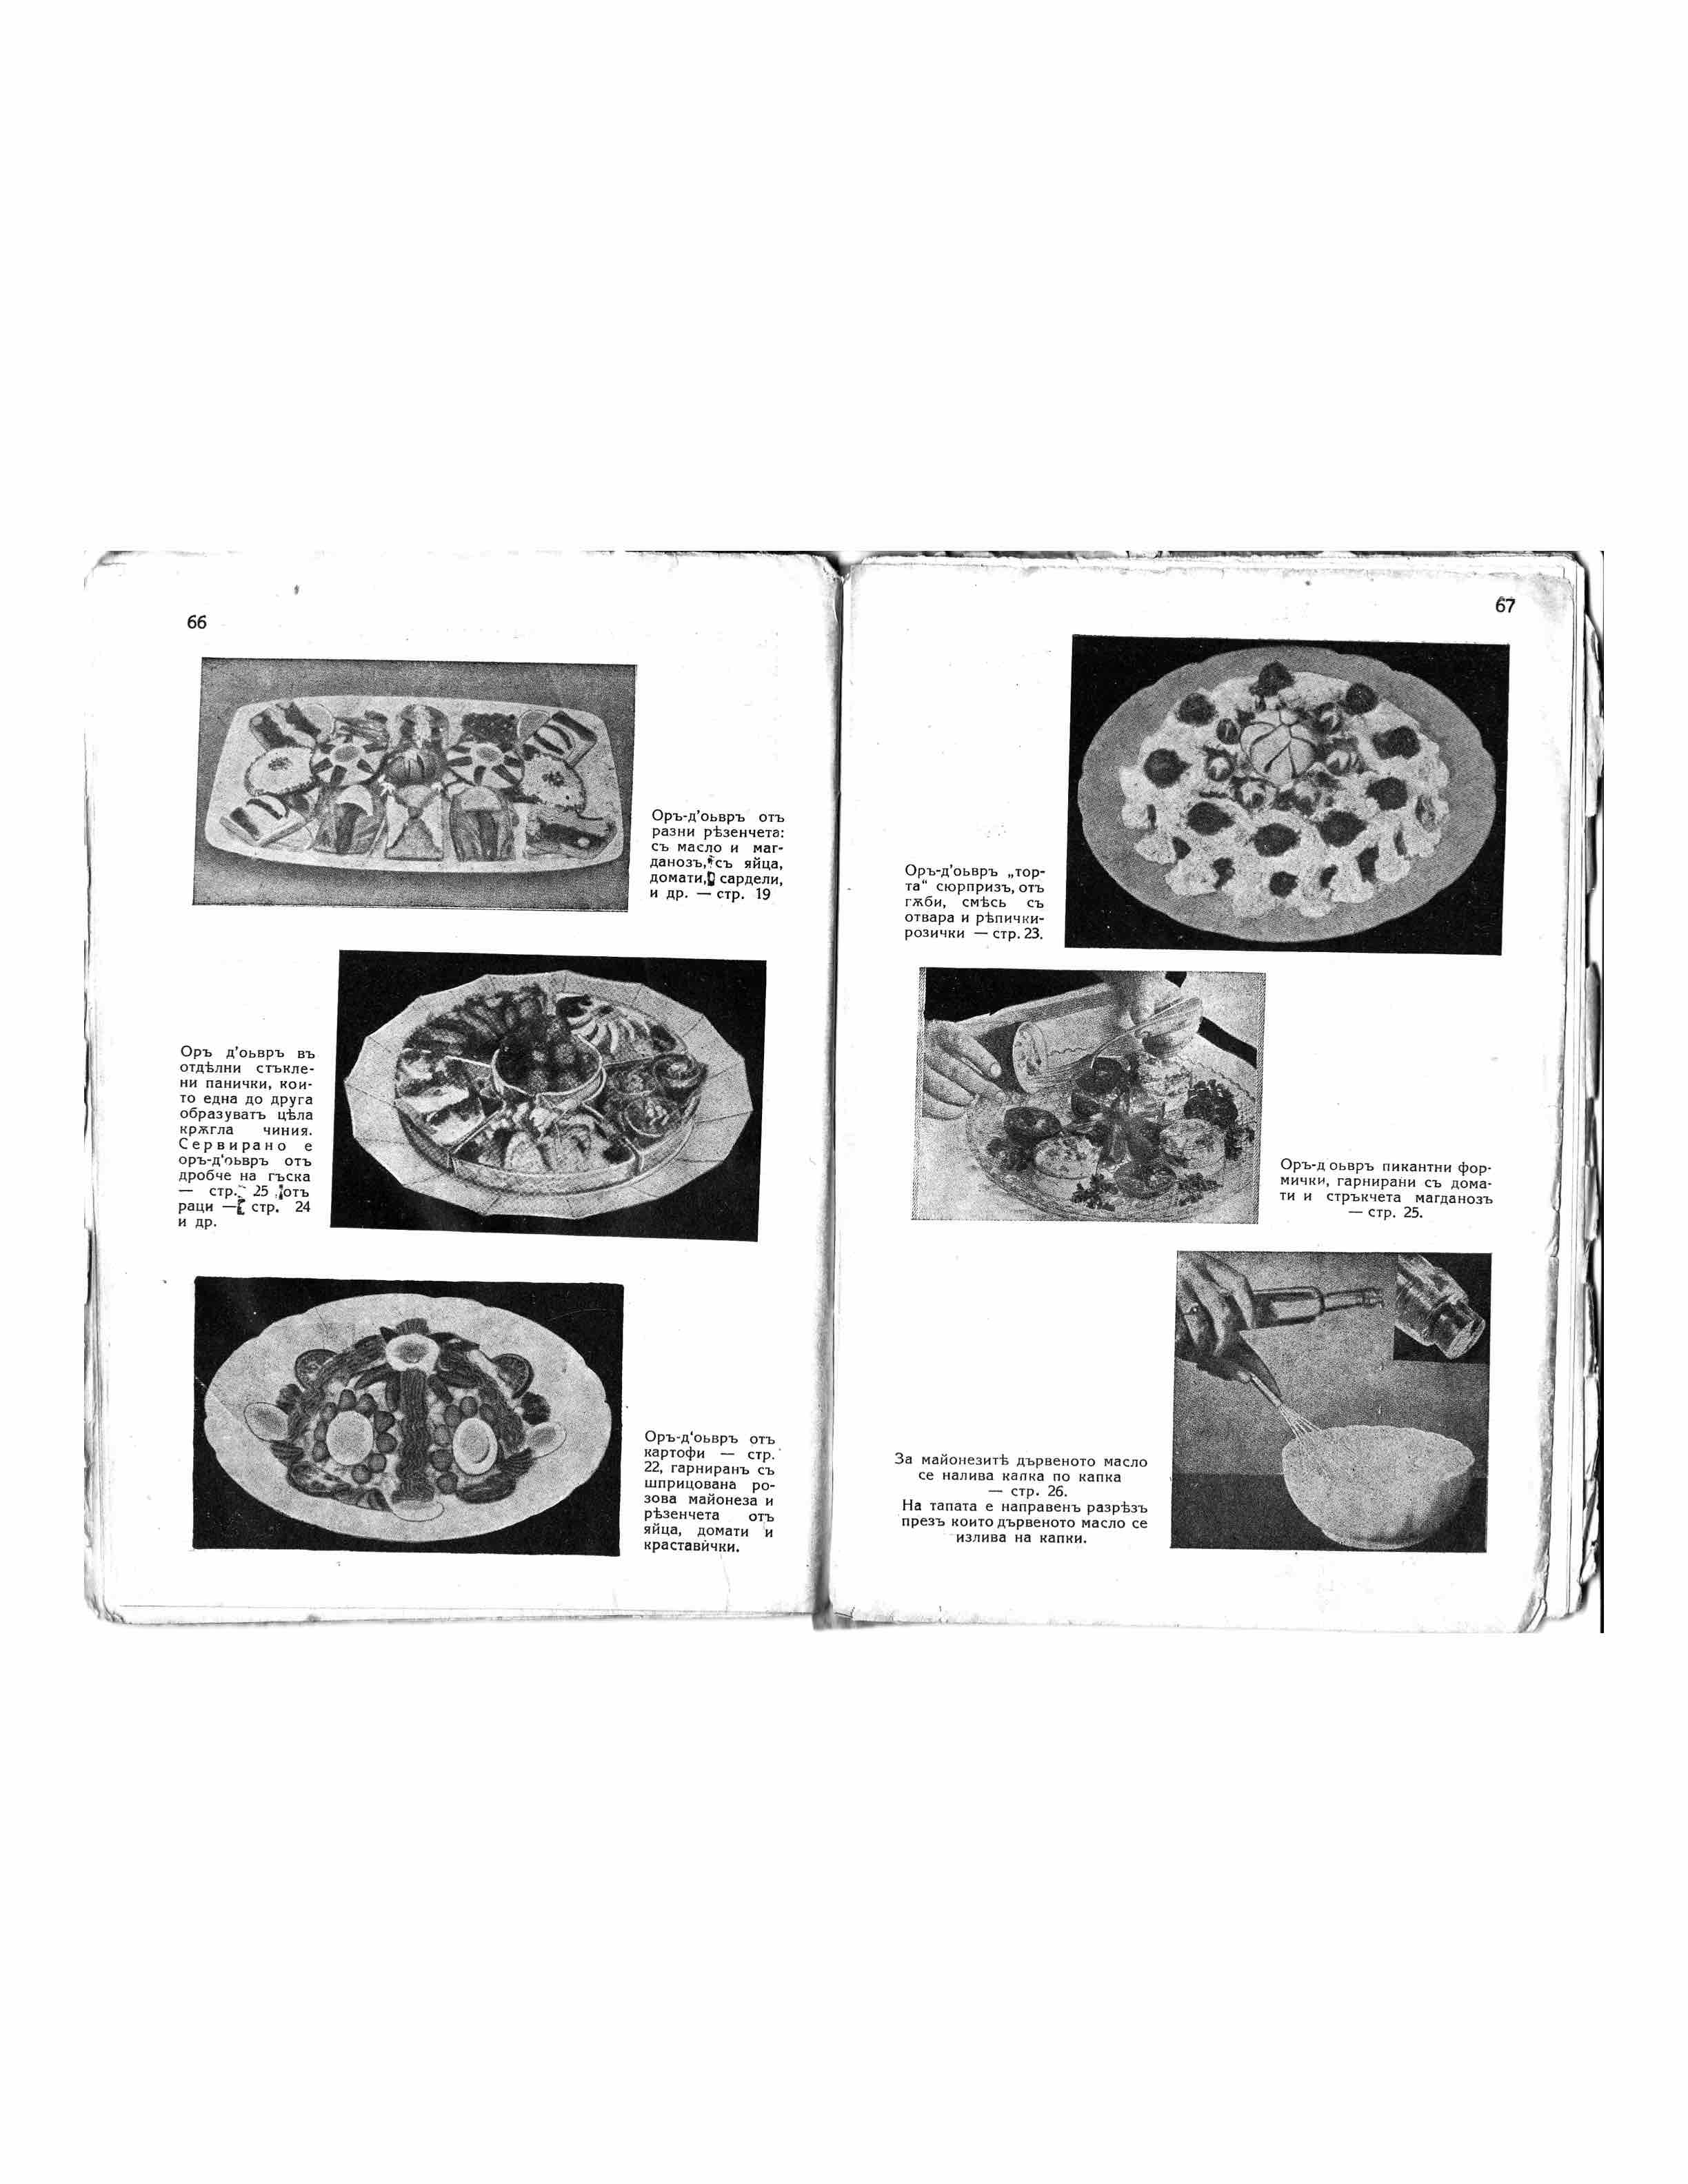 66
Оръ-д'оьвръ отъ
разни рѣзенчета:
съ масло и маг-
данозъ, съ яйца,
домати, сардели,
и др. — стр. 19
Оръ д'оьвръ въ
отдѣлни стъкле-
ни панички, кои-
то една до друга
образуватъ цѣла
крѫгла чиния.
Сервирано е
оръ-д'оьвръ отъ
дробче на гъска
— стр. 25 отъ
раци — стр. 24
и др.
Оръ-д'оьвръ отъ
картофи — стр.
22, гарниранъ съ
шприцована ро-
зова майонеза и
рѣзенчета отъ
яйца, домати и
краставички.
67
Оръ-д'оьвръ „тор-
та“ сюрпризъ, отъ
гѫби, смѣсь съ
отвара и рѣпички-
розички — стр. 23.
Оръ-д оьвръ пикантни фор-
мички, гарнирани съ дома-
ти и стръкчета магданозъ
— стр. 25.
За майонезитѣ дървеното масло
се налива капка по капка
— стр. 26.
На тапата е направенъ разрѣзъ
презъ които дървеното масло се
излива на капки.